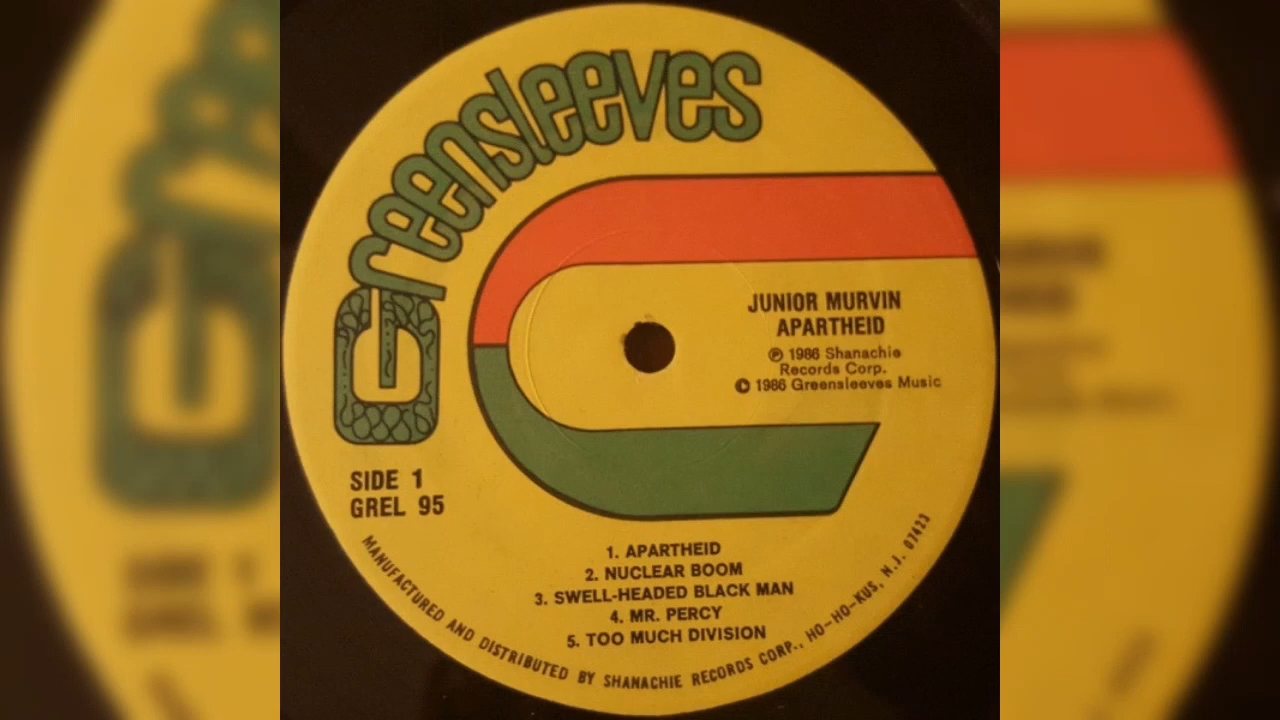 Greensleeves
JUNIOR MURVIN
APARTHEID
℗ 1986 Shanachie
Records Corp.
© 1986 Greensleeves Music
SIDE 1
GREL 95
1. APARTHEID
2. NUCLEAR BOOM
3. SWELL-HEADED BLACK MAN
4. MR. PERCY
5. TOO MUCH DIVISION
MANUFACTURED AND DISTRIBUTED BY SHANACHIE RECORDS CORP., HO-HO-KUS, N.J. 07423